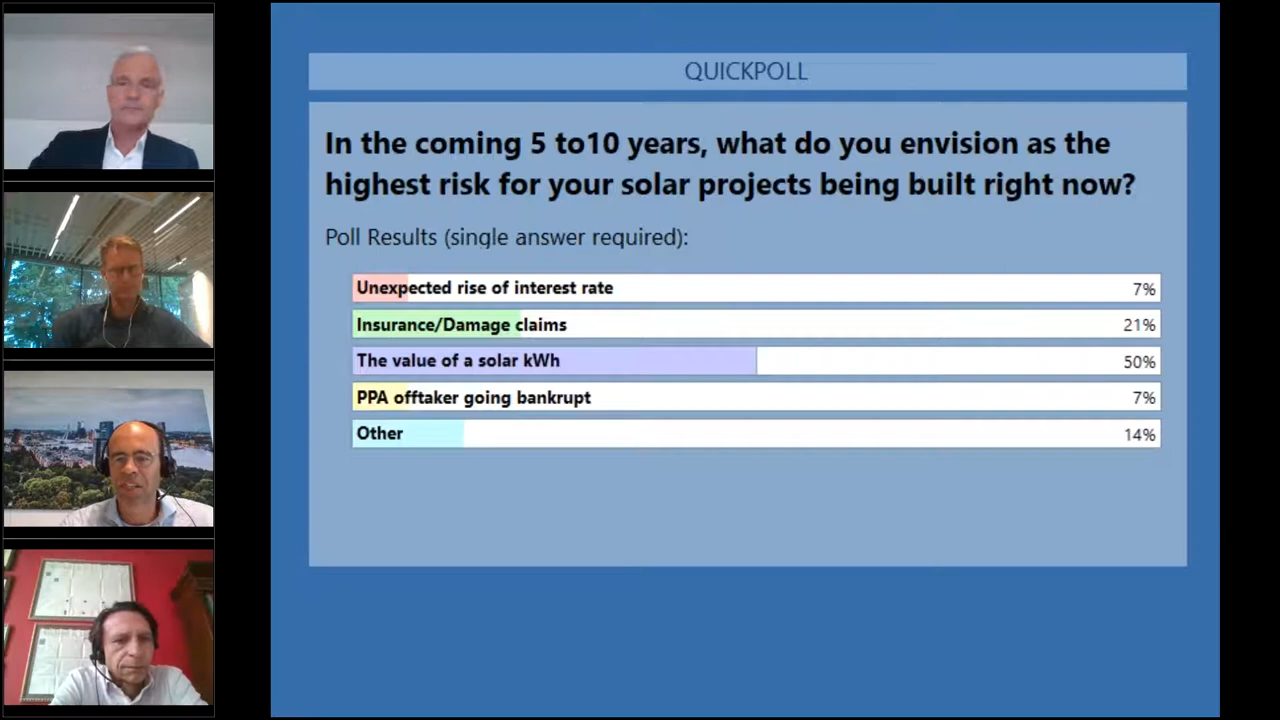 QUICKPOLL
In the coming 5 to10 years, what do you envision as the
highest risk for your solar projects being built right now?
Poll Results (single answer required):
Unexpected rise of interest rate 7%
Insurance/Damage claims 21%
The value of a solar kWh 50%
PPA offtaker going bankrupt 7%
Other 14%